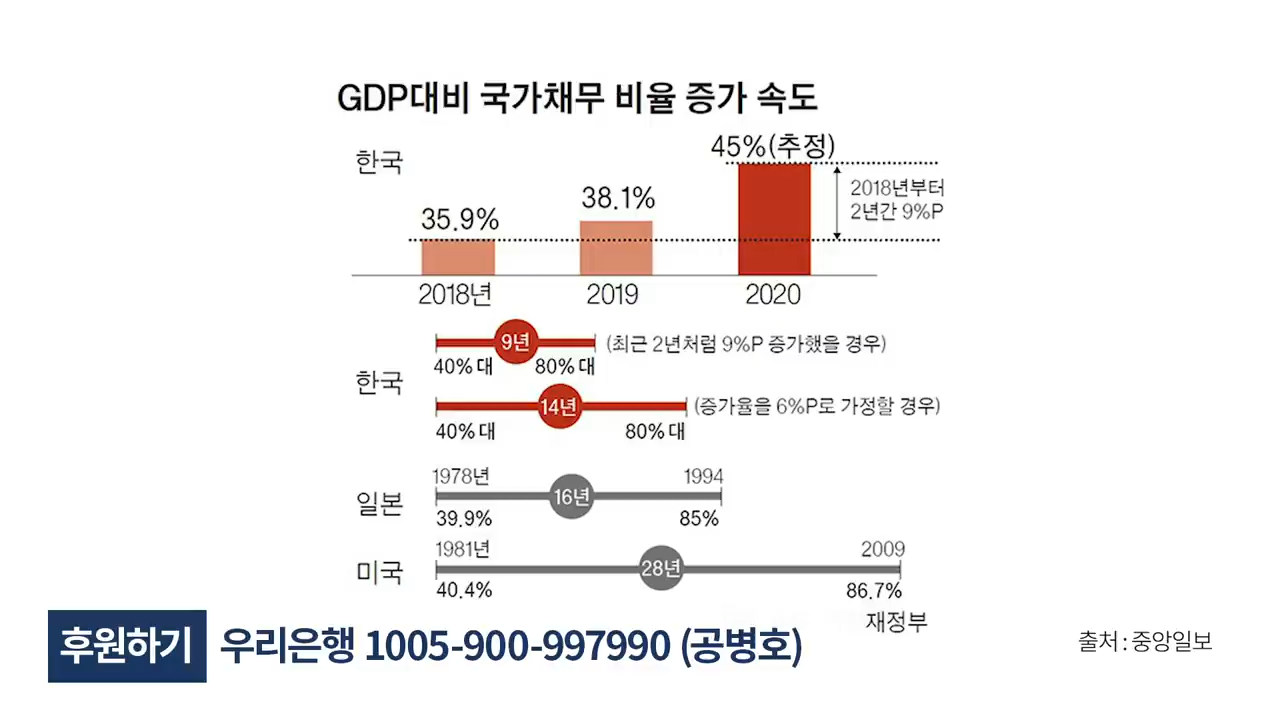 GDP대비 국가채무 비율 증가 속도
한국
35.9%
38.1%
45%(추정)
2018년부터
2년간 9%P
2018년
2019
2020
한국
9년
(최근 2년처럼 9%P 증가했을 경우)
40% 대
80% 대
14년
(증가율을 6%P로 가정할 경우)
40% 대
80% 대
일본
1978년
1994
16년
39.9%
85%
미국
1981년
2009
28년
40.4%
86.7%
재정부
후원하기
우리은행 1005-900-997990 (공병호)
출처 : 중앙일보